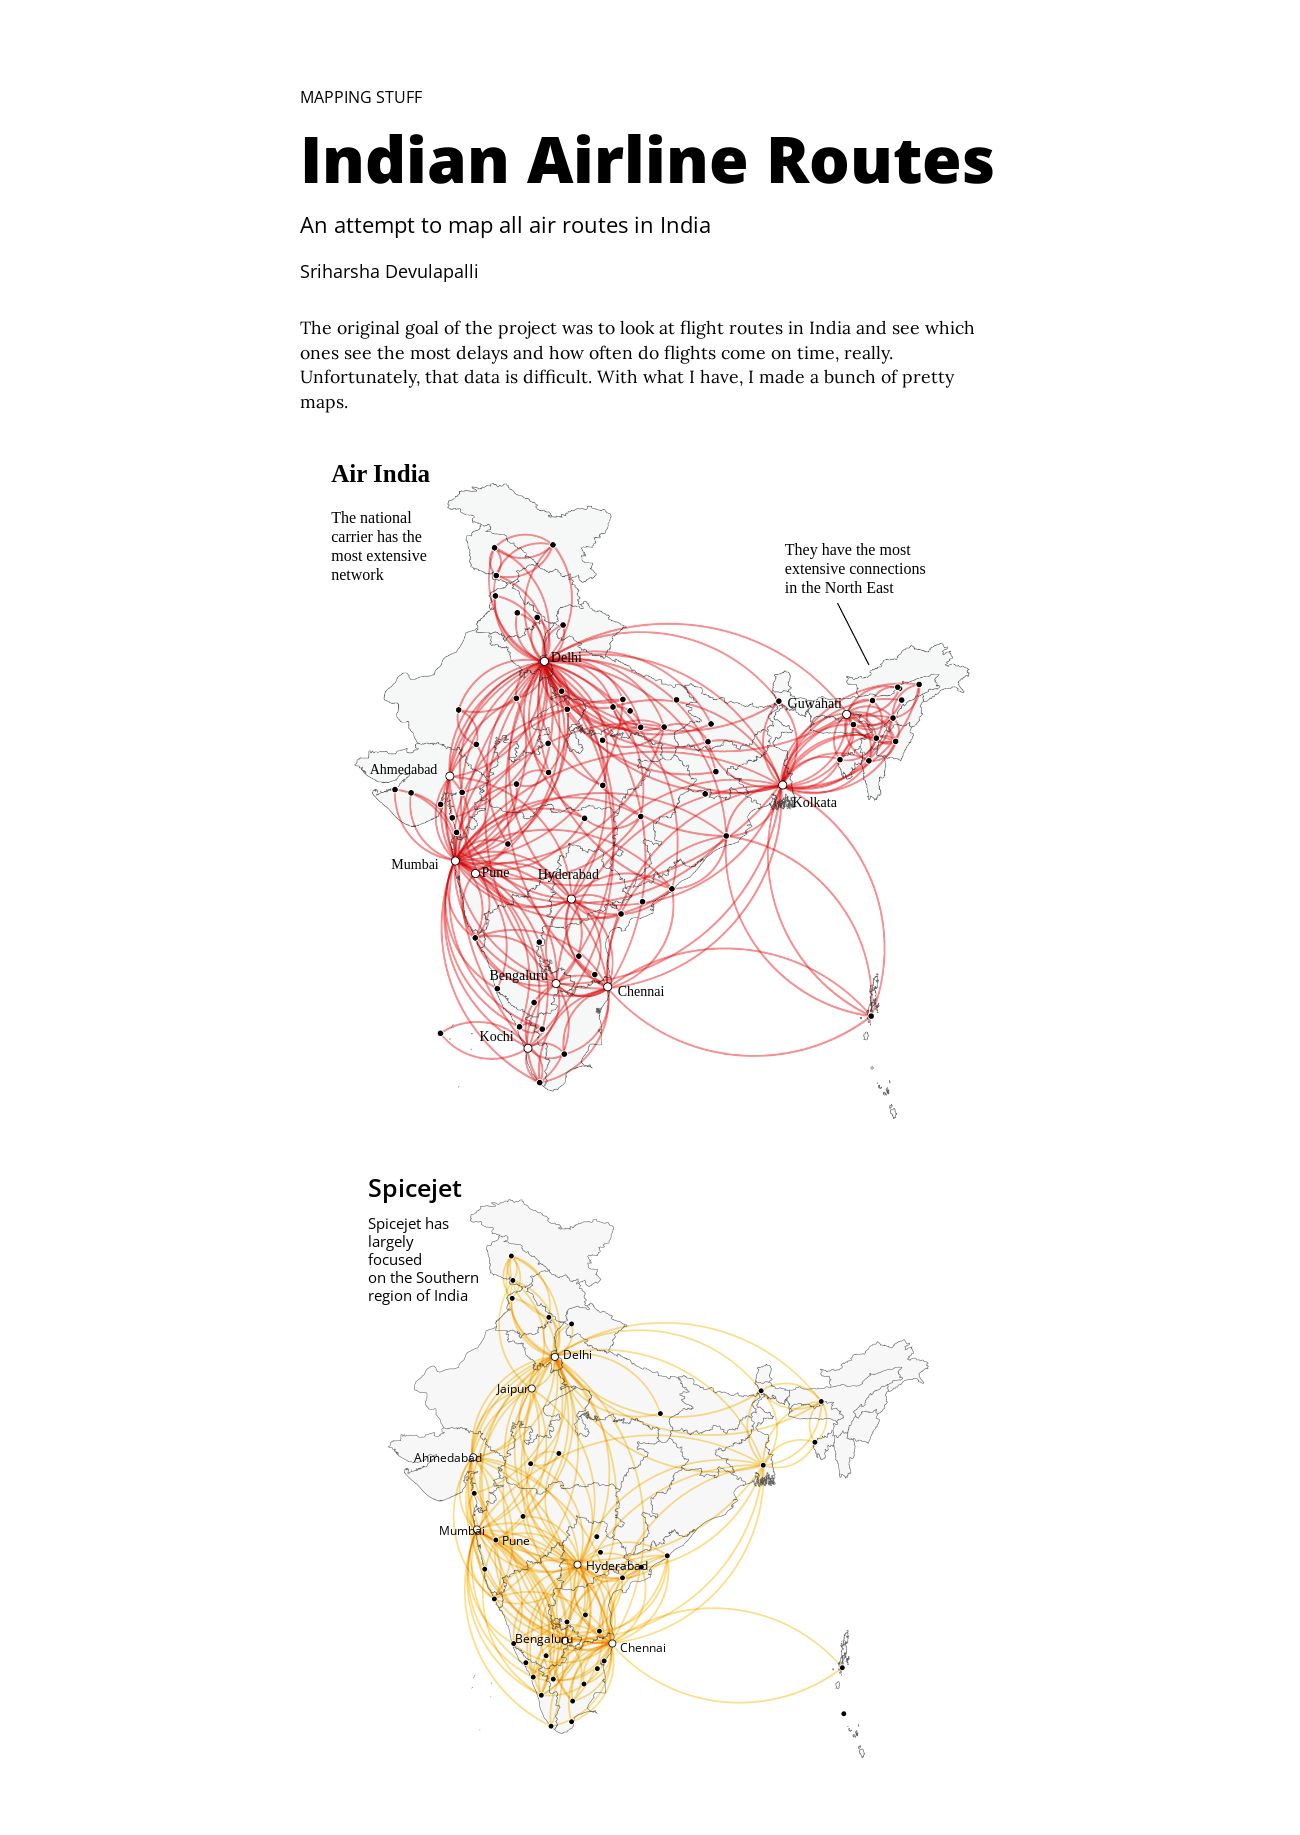 MAPPING STUFF
Indian Airline Routes
An attempt to map all air routes in India
Sriharsha Devulapalli
The original goal of the project was to look at flight routes in India and see which
ones see the most delays and how often do flights come on time, really.
Unfortunately, that data is difficult. With what I have, I made a bunch of pretty
maps.
Air India
The national
carrier has the
most extensive
network
They have the most
extensive connections
in the North East
Delhi
Guwahati
Ahmedabad
Kolkata
Mumbai
Pune
Hyderabad
Bengaluru
Chennai
Kochi
Spicejet
Spicejet has
largely
focused
on the Southern
region of India
Delhi
Jaipur
Ahmedabad
Mumbai
Pune
Hyderabad
Bengaluru
Chennai